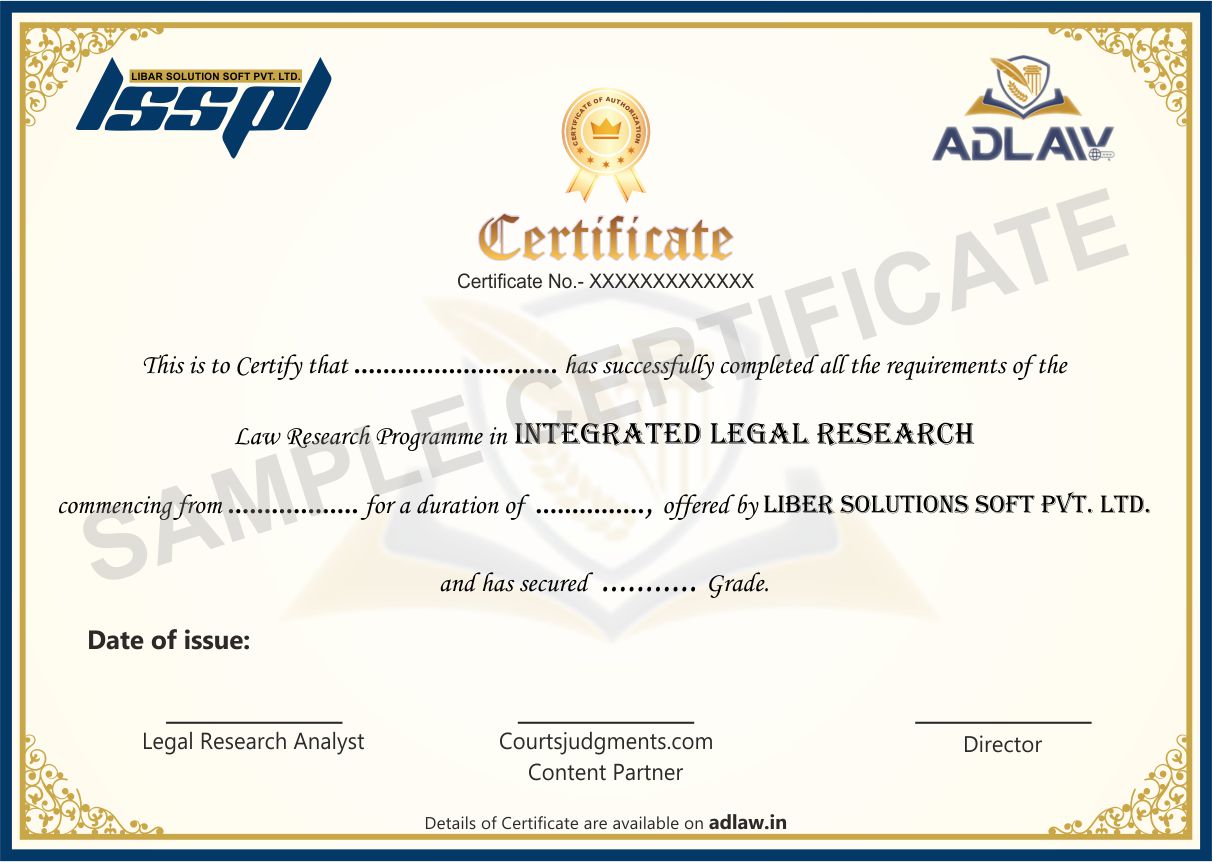 LIBAR SOLUTION SOFT PVT. LTD.
lsspl
CERTIFICATE OF AUTHORIZATION
ADLAW
Certificate
Certificate No.- XXXXXXXXXXXXX
SAMPLE CERTIFICATE
This is to Certify that ............................ has successfully completed all the requirements of the
Law Research Programme in INTEGRATED LEGAL RESEARCH
commencing from .................. for a duration of ..............., offered by LIBER SOLUTIONS SOFT PVT. LTD.
and has secured ........... Grade.
Date of issue:
Legal Research Analyst
Courtsjudgments.com
Content Partner
Director
Details of Certificate are available on adlaw.in